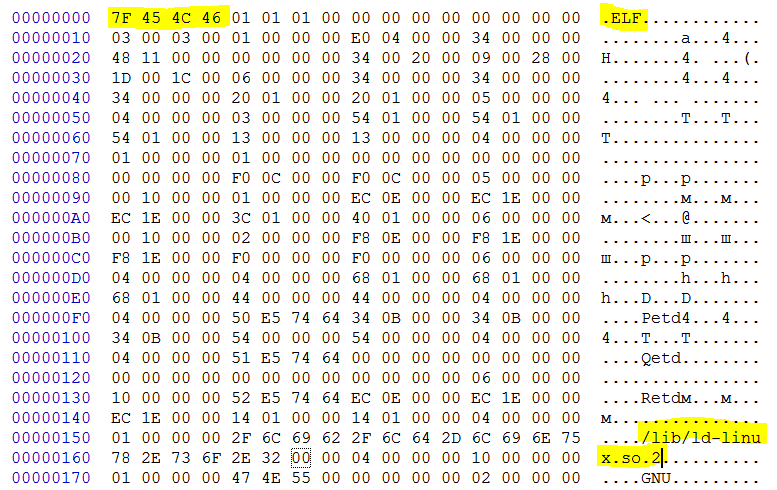 00000000 7F 45 4C 46 01 01 01 00 00 00 00 00 00 00 00 00 .ELF............
00000010 03 00 03 00 01 00 00 00 E0 04 00 00 34 00 00 00 ........а...4...
00000020 48 11 00 00 00 00 00 00 34 00 20 00 09 00 28 00 H.......4. ...(.
00000030 1D 00 1C 00 06 00 00 00 34 00 00 00 34 00 00 00 ........4...4...
00000040 34 00 00 00 20 01 00 00 20 01 00 00 05 00 00 00 4... ... .......
00000050 04 00 00 00 03 00 00 00 54 01 00 00 54 01 00 00 ........T...T...
00000060 54 01 00 00 13 00 00 00 13 00 00 00 04 00 00 00 T...............
00000070 01 00 00 00 01 00 00 00 00 00 00 00 00 00 00 00 ................
00000080 00 00 00 00 F0 0C 00 00 F0 0C 00 00 05 00 00 00 ....р...р.......
00000090 00 10 00 00 01 00 00 00 EC 0E 00 00 EC 1E 00 00 ........м...м...
000000A0 EC 1E 00 00 3C 01 00 00 40 01 00 00 06 00 00 00 м...<...@.......
000000B0 00 10 00 00 02 00 00 00 F8 0E 00 00 F8 1E 00 00 ........ш...ш...
000000C0 F8 1E 00 00 F0 00 00 00 F0 00 00 00 06 00 00 00 ш...р...р.......
000000D0 04 00 00 00 04 00 00 00 68 01 00 00 68 01 00 00 ........h...h...
000000E0 68 01 00 00 44 00 00 00 44 00 00 00 04 00 00 00 h...D...D.......
000000F0 04 00 00 00 50 E5 74 64 34 0B 00 00 34 0B 00 00 ....Pеtd4...4...
00000100 34 0B 00 00 54 00 00 00 54 00 00 00 04 00 00 00 4...T...T.......
00000110 04 00 00 00 51 E5 74 64 00 00 00 00 00 00 00 00 ....Qеtd........
00000120 00 00 00 00 00 00 00 00 00 00 00 00 06 00 00 00 ................
00000130 10 00 00 00 52 E5 74 64 EC 0E 00 00 EC 1E 00 00 ....Rеtdм...м...
00000140 EC 1E 00 00 14 01 00 00 14 01 00 00 04 00 00 00 м...............
00000150 01 00 00 00 2F 6C 69 62 2F 6C 64 2D 6C 69 6E 75 ..../lib/ld-linu
00000160 78 2E 73 6F 2E 32 00 00 04 00 00 00 10 00 00 00 x.so.2..........
00000170 01 00 00 00 47 4E 55 00 00 00 00 00 02 00 00 00 ....GNU.........